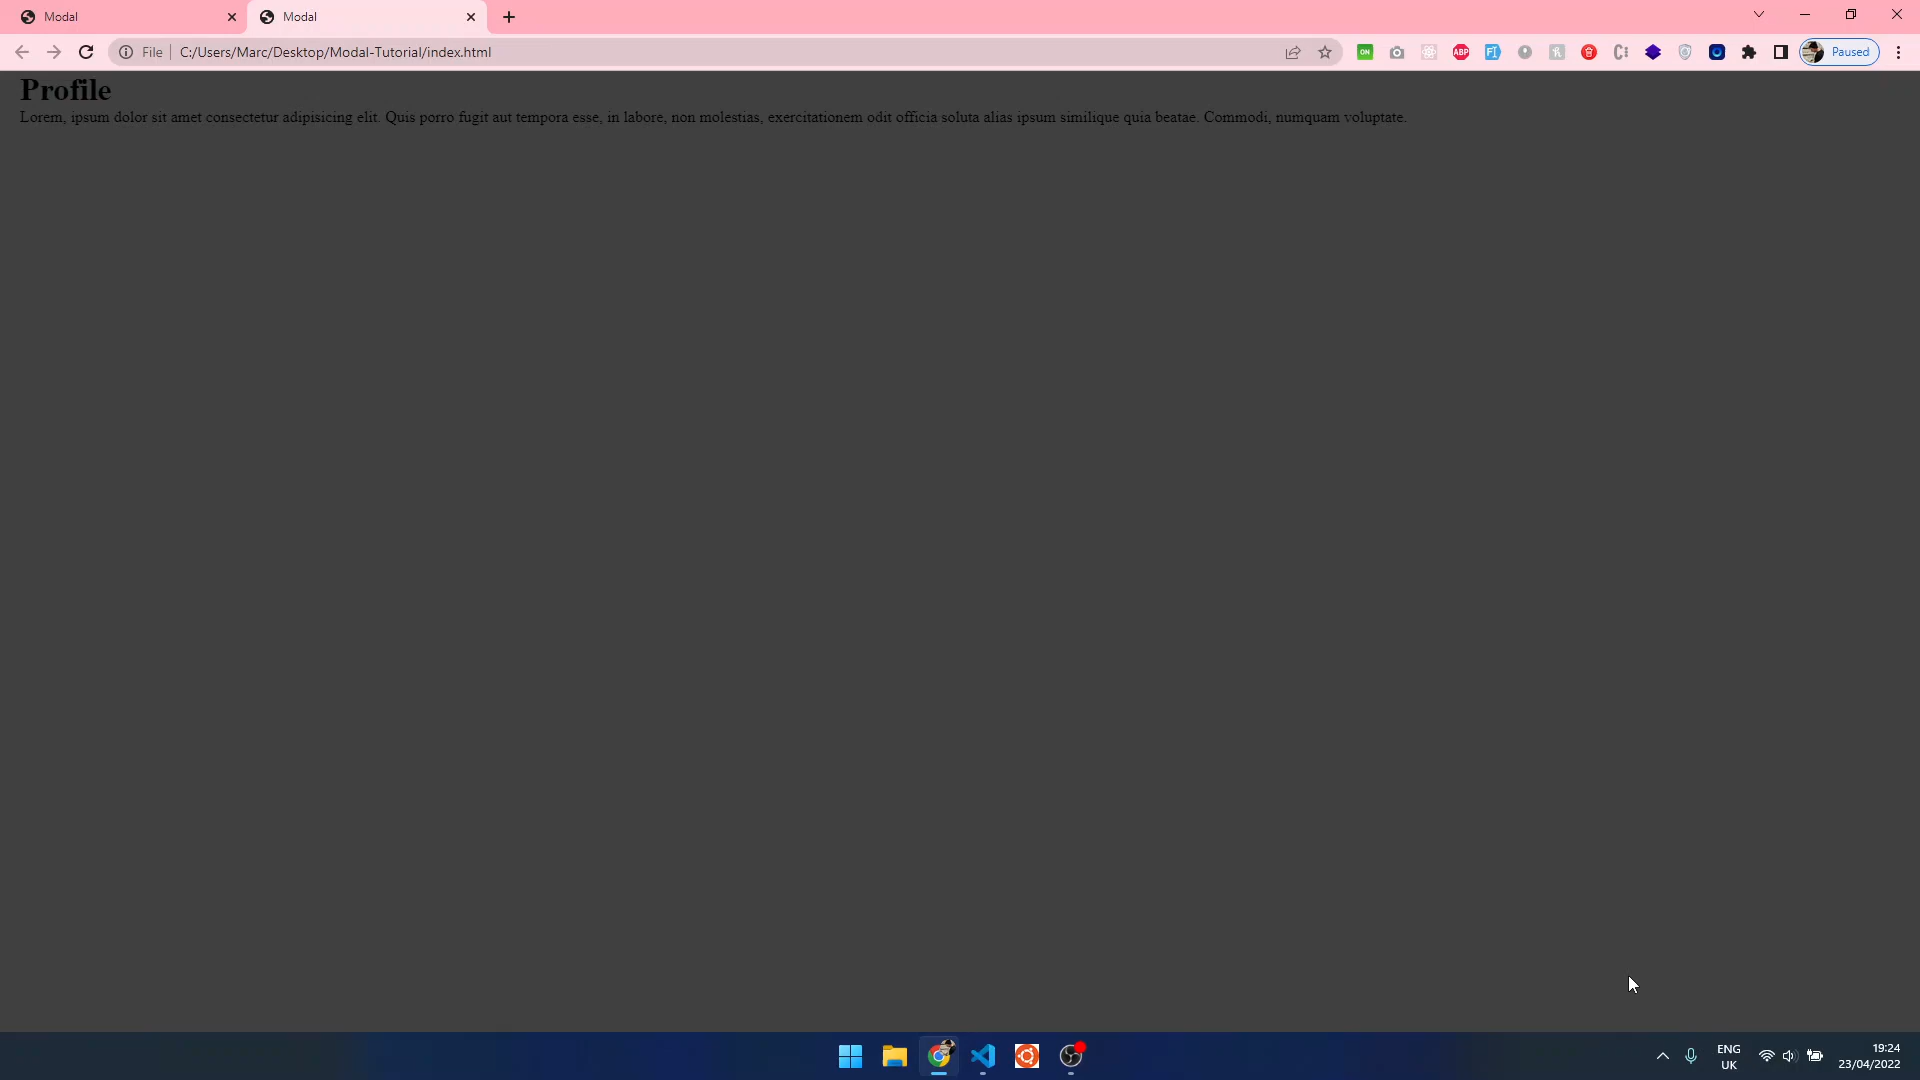 Modal
Modal
File
C:/Users/Marc/Desktop/Modal-Tutorial/index.html
ON
ABP
Paused
Profile
Lorem, ipsum dolor sit amet consectetur adipisicing elit. Quis porro fugit aut tempora esse, in labore, non molestias, exercitationem odit officia soluta alias ipsum similique quia beatae. Commodi, numquam voluptate.
ENG
UK
19:24
23/04/2022